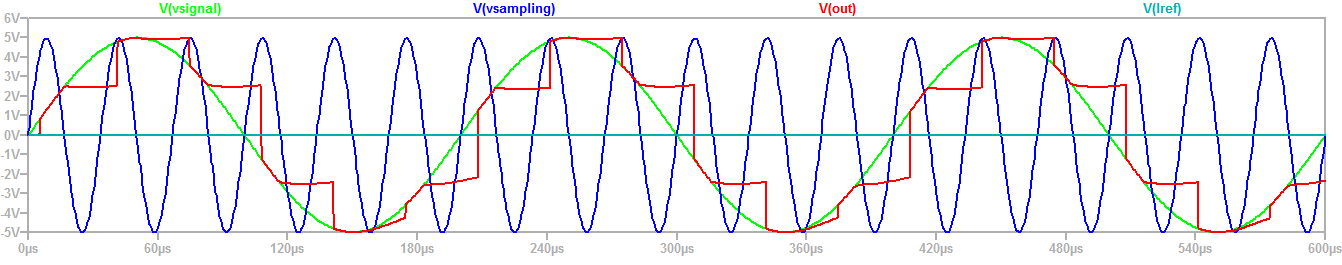 V(vsignal) V(vsampling) V(out) V(lref)
6V
5V
4V
3V
2V
1V
0V
-1V
-2V
-3V
-4V
-5V
0µs 60µs 120µs 180µs 240µs 300µs 360µs 420µs 480µs 540µs 600µs